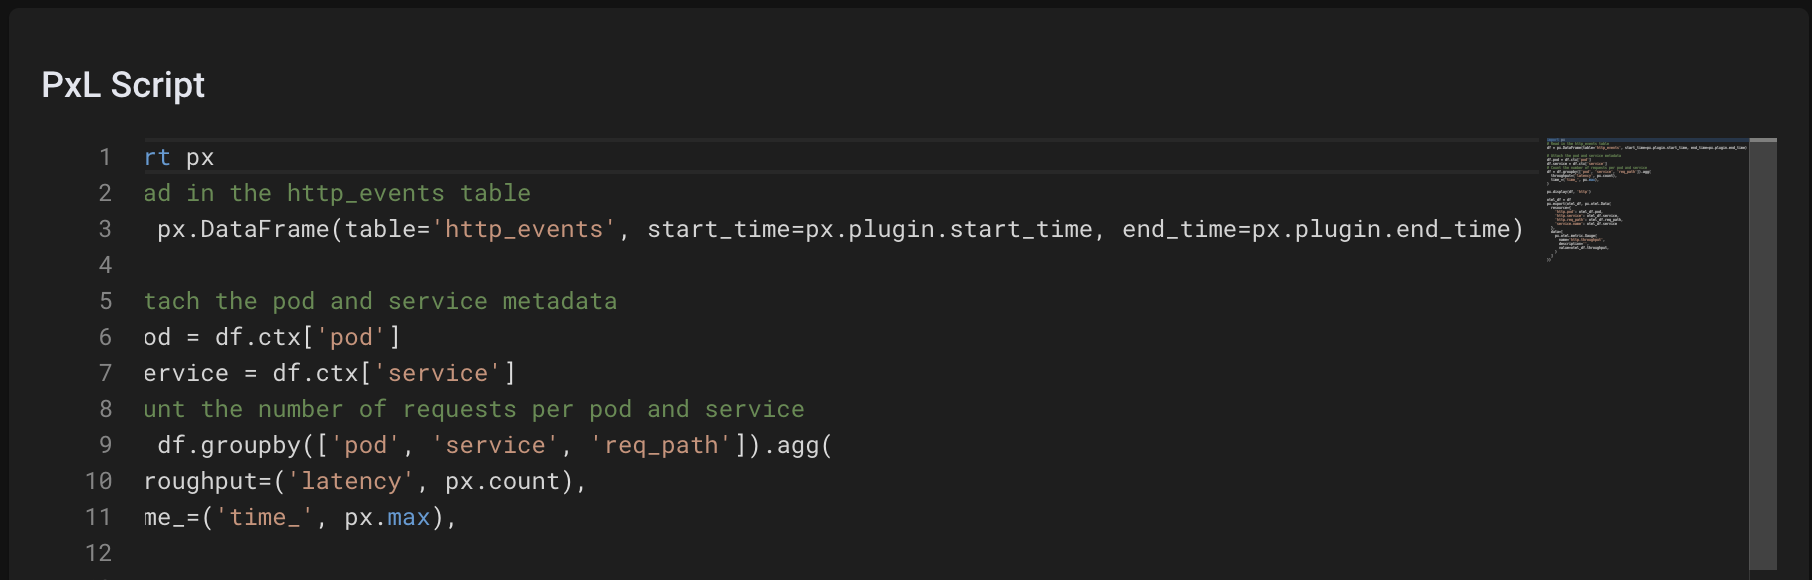 PxL Script
1 rt px
2 ad in the http_events table
3 px.DataFrame(table='http_events', start_time=px.plugin.start_time, end_time=px.plugin.end_time)
4
5 tach the pod and service metadata
6 od = df.ctx['pod']
7 ervice = df.ctx['service']
8 unt the number of requests per pod and service
9 df.groupby(['pod', 'service', 'req_path']).agg(
10 roughput=('latency', px.count),
11 me_=('time_', px.max),
12